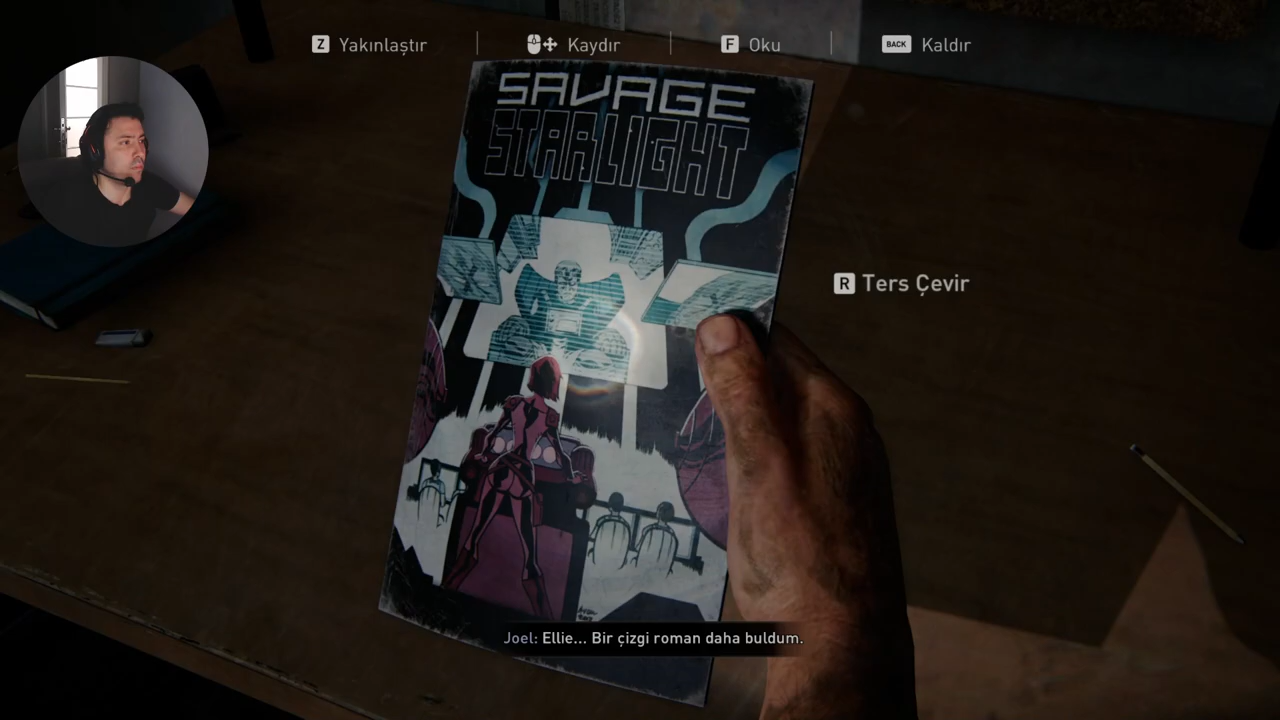 Z Yakınlaştır
Kaydır
F Oku
BACK Kaldır
SAVAGE
STARLIGHT
R Ters Çevir
Joel: Ellie... Bir çizgi roman daha buldum.